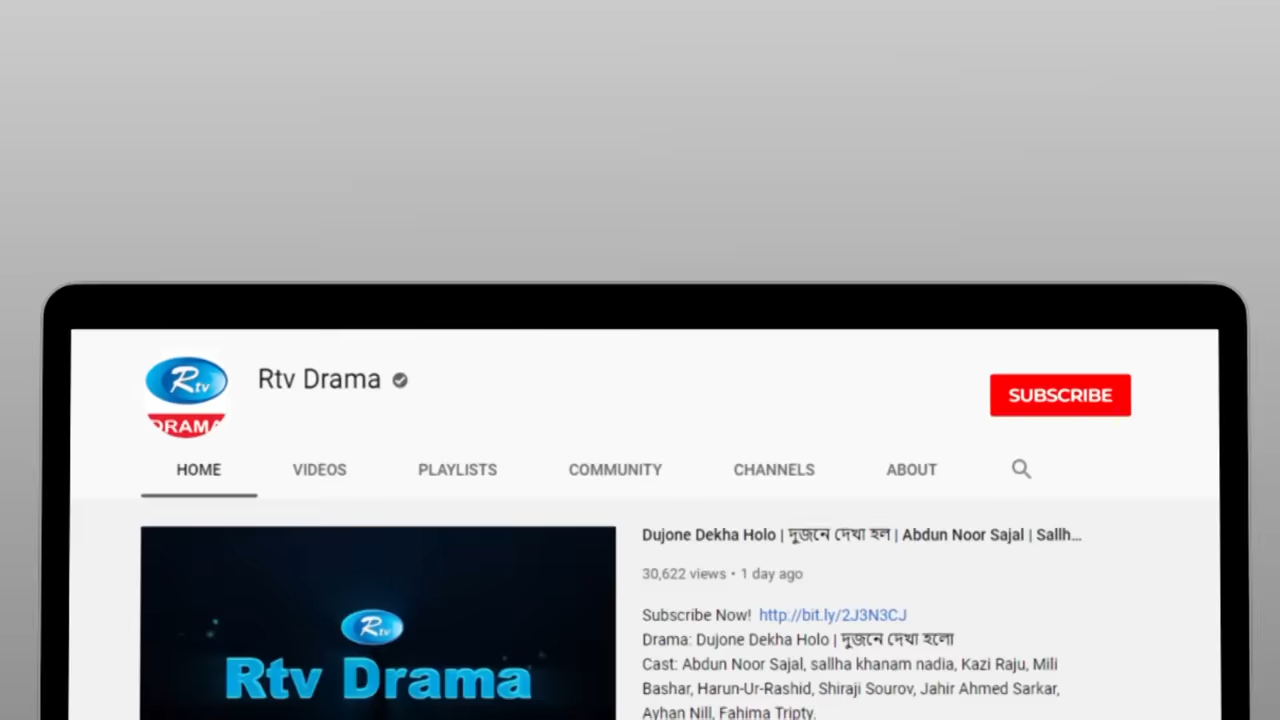 Rtv
DRAMA
Rtv Drama
SUBSCRIBE
HOME VIDEOS PLAYLISTS COMMUNITY CHANNELS ABOUT
Dujone Dekha Holo | দুজনে দেখা হল | Abdun Noor Sajal | Sallh...
30,622 views • 1 day ago
Rtv
Rtv Drama
Subscribe Now! http://bit.ly/2J3N3CJ
Drama: Dujone Dekha Holo | দুজনে দেখা হলো
Cast: Abdun Noor Sajal, sallha khanam nadia, Kazi Raju, Mili
Bashar, Harun-Ur-Rashid, Shiraji Sourov, Jahir Ahmed Sarkar,
Ayhan Nill, Fahima Tripty.